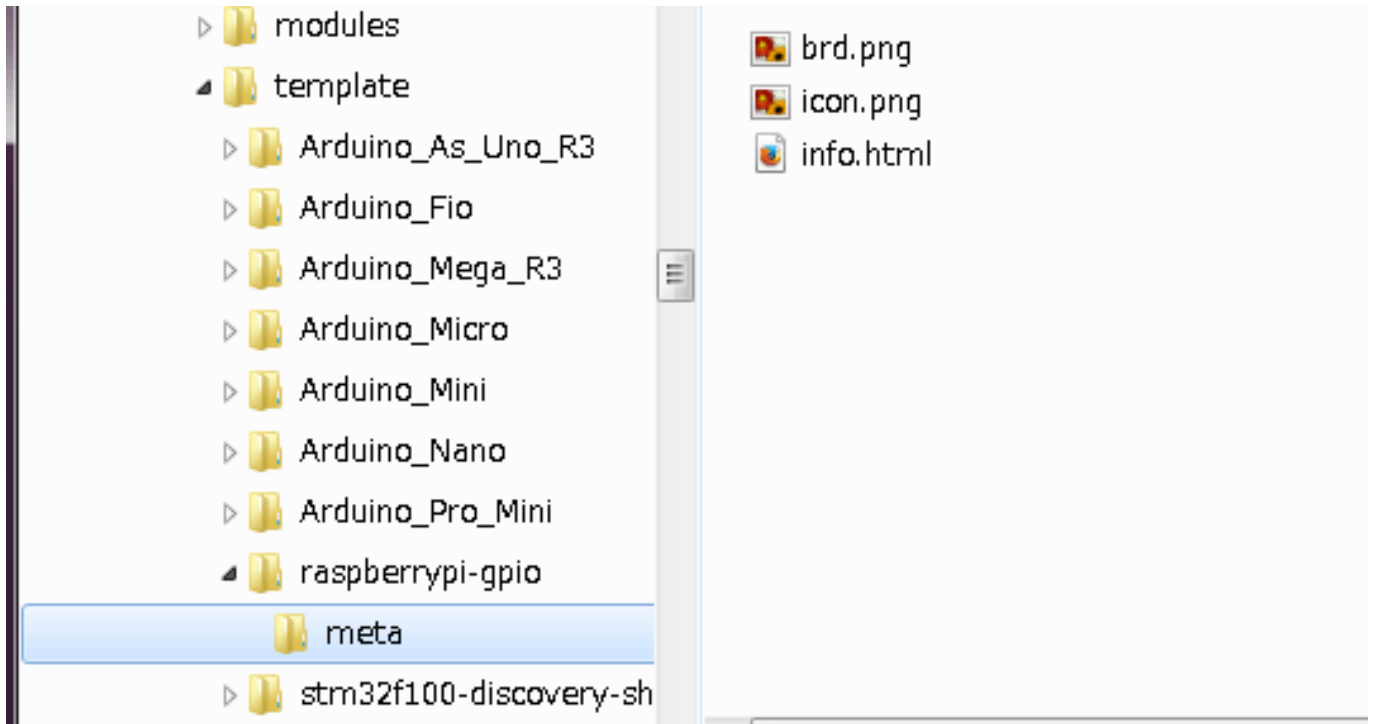 modules
template
Arduino_As_Uno_R3
Arduino_Fio
Arduino_Mega_R3
Arduino_Micro
Arduino_Mini
Arduino_Nano
Arduino_Pro_Mini
raspberrypi-gpio
meta
stm32f100-discovery-sh
brd.png
icon.png
info.html